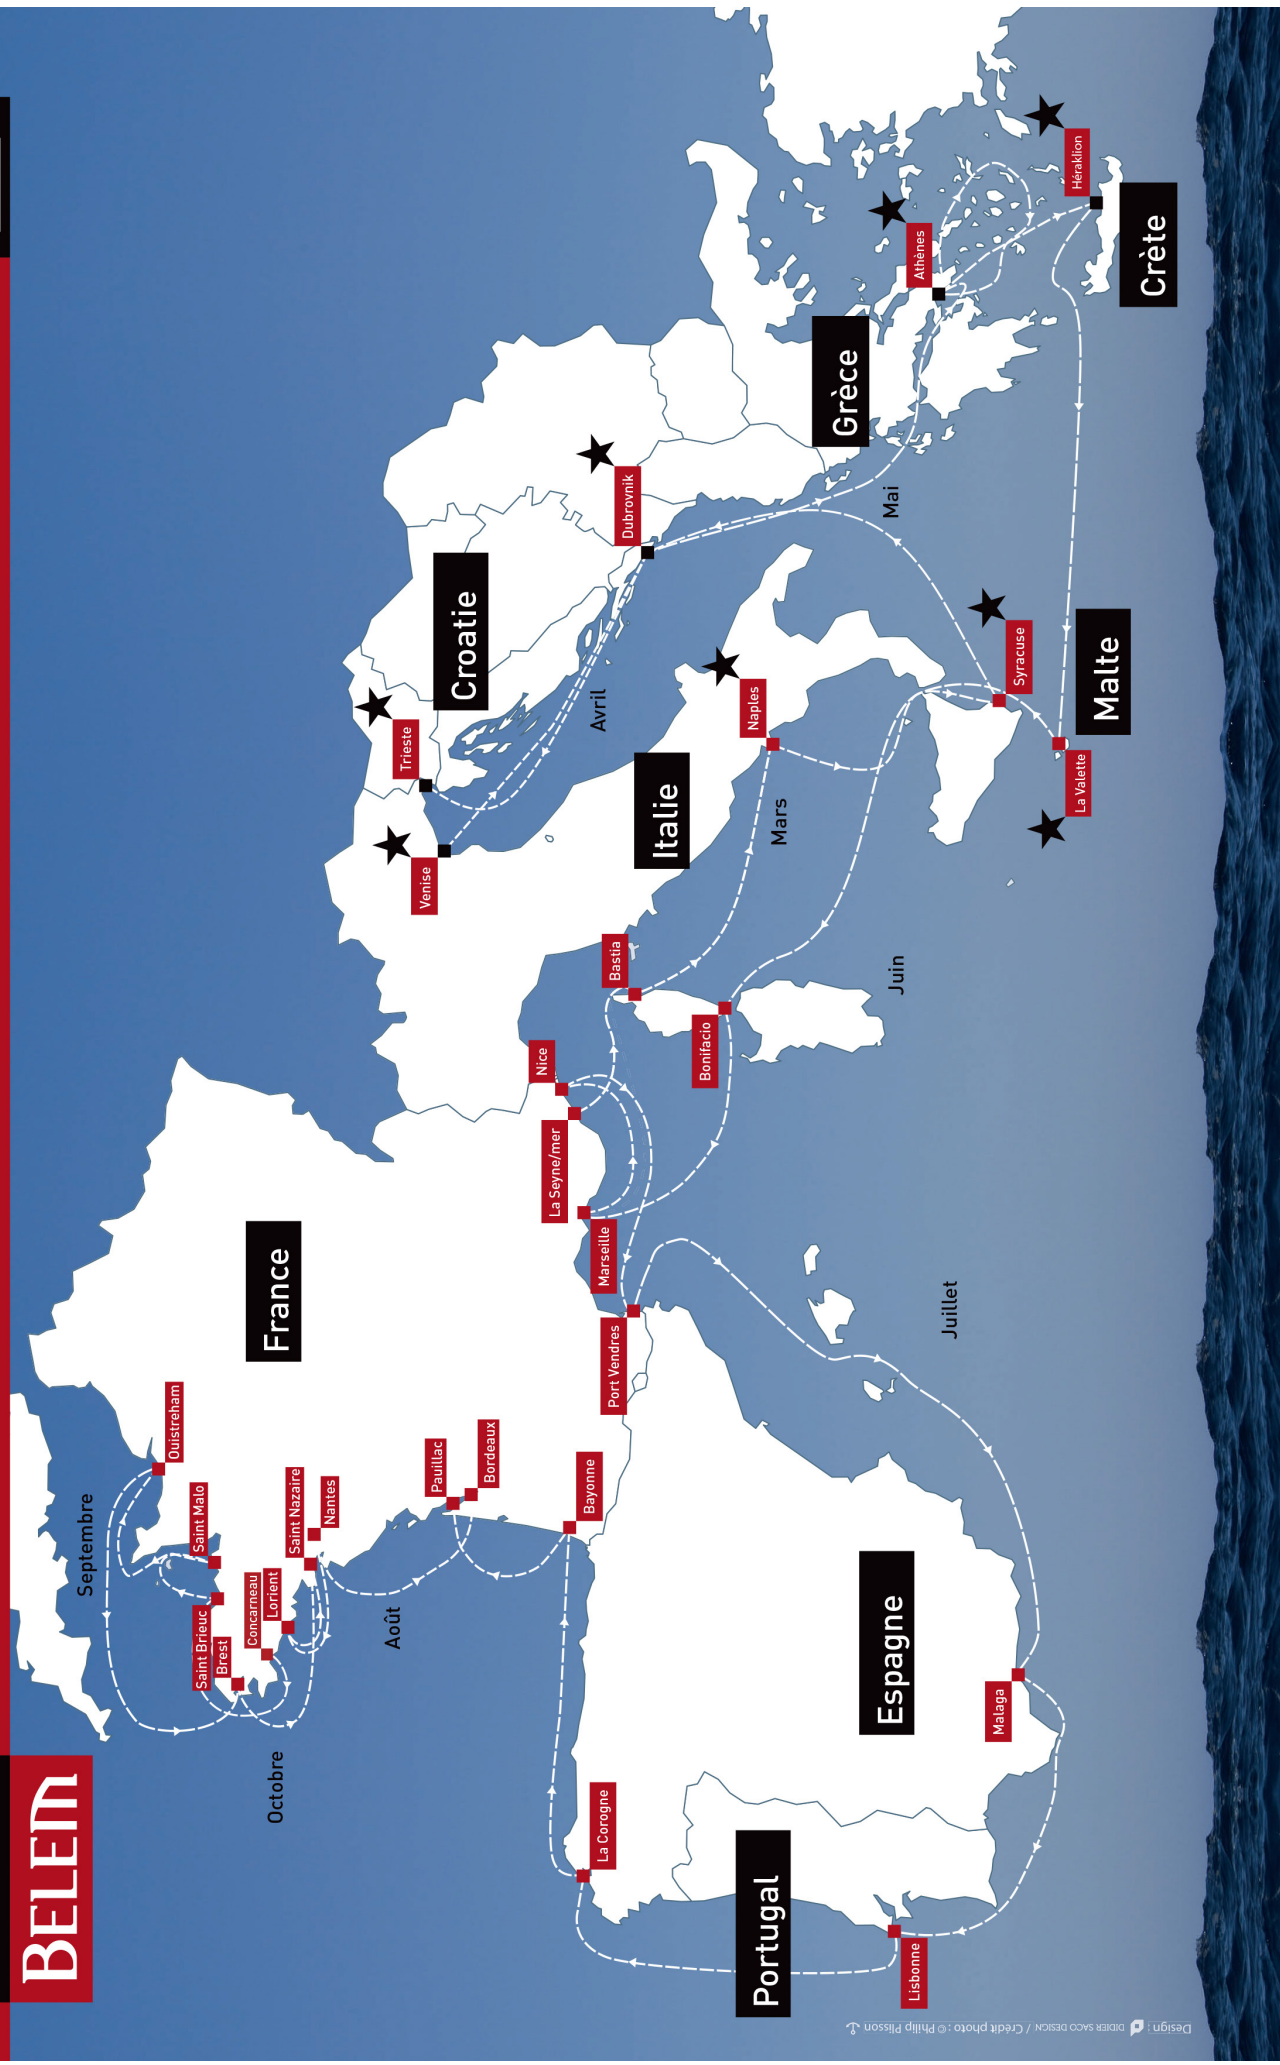 BELEM
Septembre
Ouistreham
Saint Malo
Saint Brieuc
Brest
Concarneau
Lorient
Saint Nazaire
Nantes
Octobre
Août
France
Pauillac
Bordeaux
Bayonne
La Corogne
Portugal
Lisbonne
Espagne
Malaga
Juillet
Port Vendres
Marseille
La Seyne/mer
Nice
Bastia
Bonifacio
Juin
Italie
Mars
Naples
Venise
Trieste
Croatie
Avril
Dubrovnik
Mai
Syracuse
La Valette
Malte
Grèce
Athènes
Héraklion
Crète
Design : DIDIER SACO DESIGN / Crédit photo : © Philip Plisson